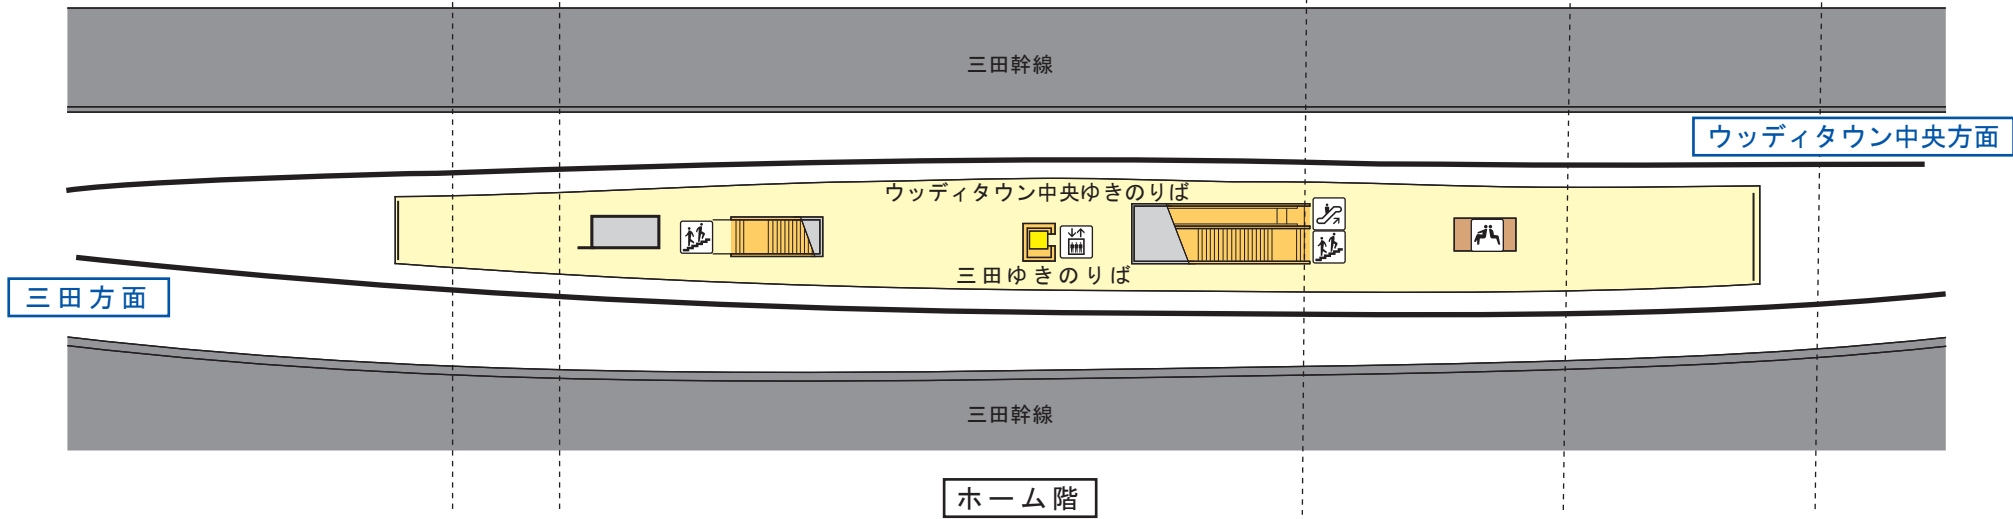 三田幹線
ウッディタウン中央方面
ウッディタウン中央ゆきのりば
三田ゆきのりば
三田方面
三田幹線
ホーム階